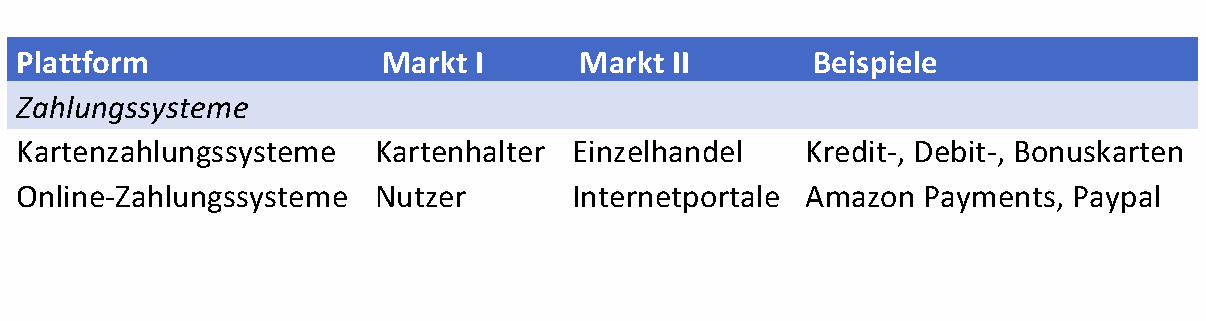 Plattform Markt I Markt II Beispiele
Zahlungssysteme
Kartenzahlungssysteme Kartenhalter Einzelhandel Kredit-, Debit-, Bonuskarten
Online-Zahlungssysteme Nutzer Internetportale Amazon Payments, Paypal